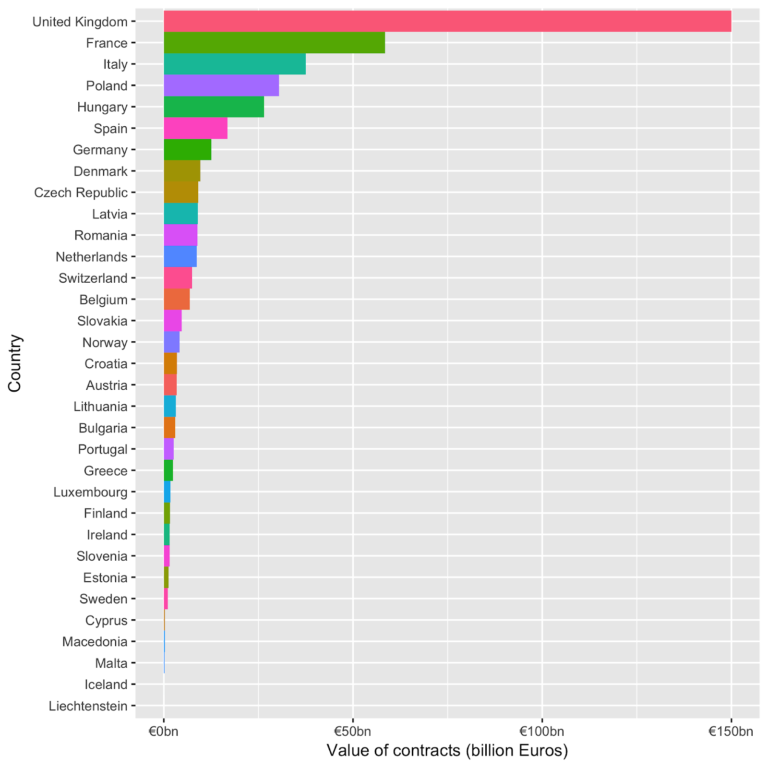 United Kingdom
France
Italy
Poland
Hungary
Spain
Germany
Denmark
Czech Republic
Latvia
Romania
Netherlands
Switzerland
Belgium
Slovakia
Norway
Croatia
Austria
Lithuania
Bulgaria
Portugal
Greece
Luxembourg
Finland
Ireland
Slovenia
Estonia
Sweden
Cyprus
Macedonia
Malta
Iceland
Liechtenstein
Country
€0bn €50bn €100bn €150bn
Value of contracts (billion Euros)